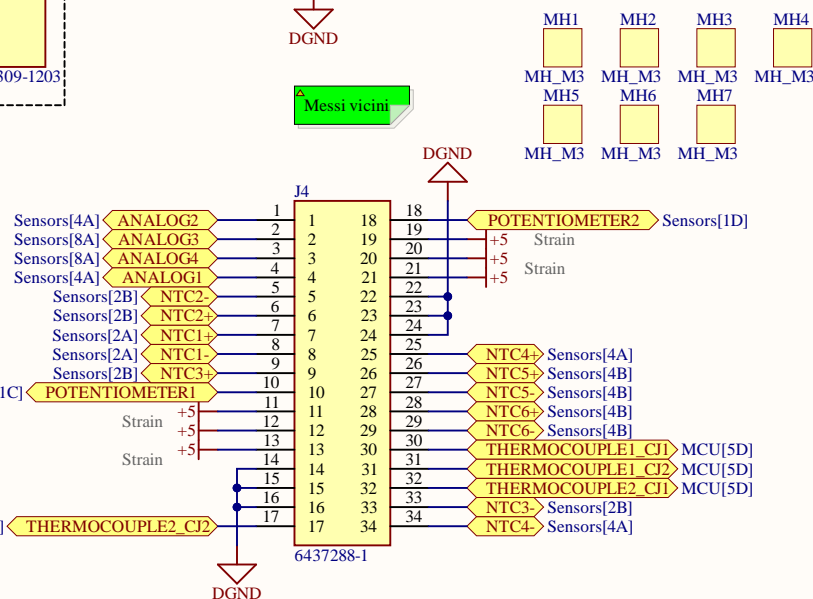 DGND
309-1203
Messi vicini
MH1 MH2 MH3 MH4
MH_M3 MH_M3 MH_M3 MH_M3
MH5 MH6 MH7
MH_M3 MH_M3 MH_M3
DGND
J4
Sensors[4A] ANALOG2 1 1 18 18 POTENTIOMETER2 Sensors[1D]
Sensors[8A] ANALOG3 2 2 19 19 +5 Strain
Sensors[8A] ANALOG4 3 3 20 20 +5
Sensors[4A] ANALOG1 4 4 21 21 +5 Strain
Sensors[2B] NTC2- 5 5 22 22
Sensors[2B] NTC2+ 6 6 23 23
Sensors[2A] NTC1+ 7 7 24 24
Sensors[2A] NTC1- 8 8 25 25 NTC4+ Sensors[4A]
Sensors[2B] NTC3+ 9 9 26 26 NTC5+ Sensors[4B]
1C] POTENTIOMETER1 10 10 27 27 NTC5- Sensors[4B]
+5 11 11 28 28 NTC6+ Sensors[4B]
Strain +5 12 12 29 29 NTC6- Sensors[4B]
+5 13 13 30 30 THERMOCOUPLE1_CJ1 MCU[5D]
Strain 14 14 31 31 THERMOCOUPLE1_CJ2 MCU[5D]
15 15 32 32 THERMOCOUPLE2_CJ1 MCU[5D]
16 16 33 33 NTC3- Sensors[2B]
] THERMOCOUPLE2_CJ2 17 17 34 34 NTC4- Sensors[4A]
6437288-1
DGND